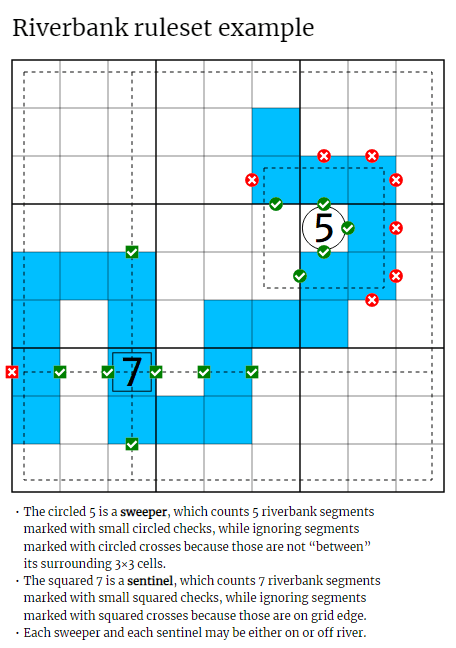 Riverbank ruleset example
5
7
· The circled 5 is a sweeper, which counts 5 riverbank segments
marked with small circled checks, while ignoring segments
marked with circled crosses because those are not “between”
its surrounding 3×3 cells.
· The squared 7 is a sentinel, which counts 7 riverbank segments
marked with small squared checks, while ignoring segments
marked with squared crosses because those are on grid edge.
· Each sweeper and each sentinel may be either on or off river.